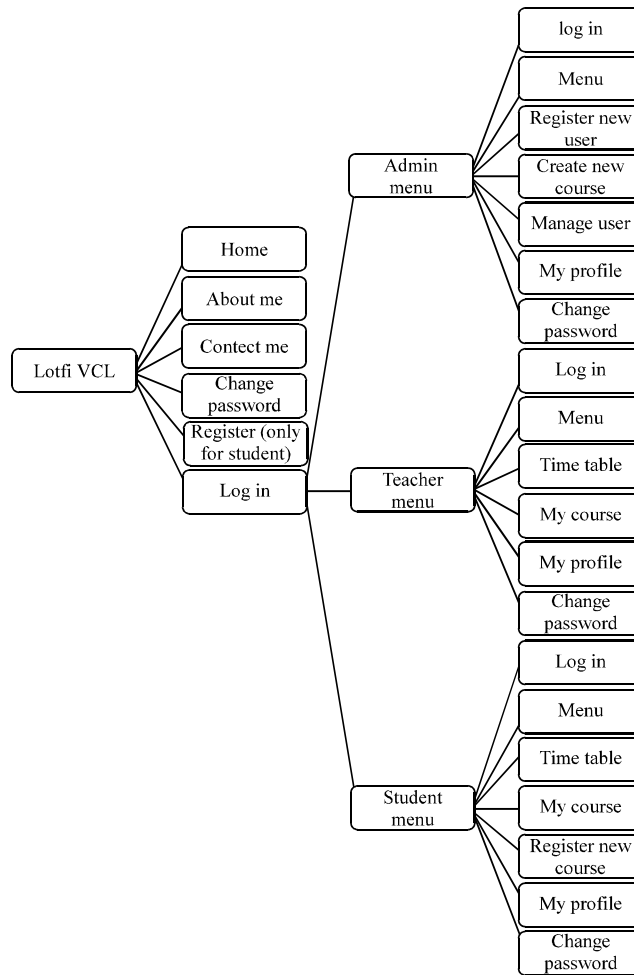 Lotfi VCL
Home
About me
Contect me
Change
password
Register (only
for student)
Log in
Admin
menu
log in
Menu
Register new
user
Create new
course
Manage user
My profile
Change
password
Teacher
menu
Log in
Menu
Time table
My course
My profile
Change
password
Student
menu
Log in
Menu
Time table
My course
Register new
course
My profile
Change
password